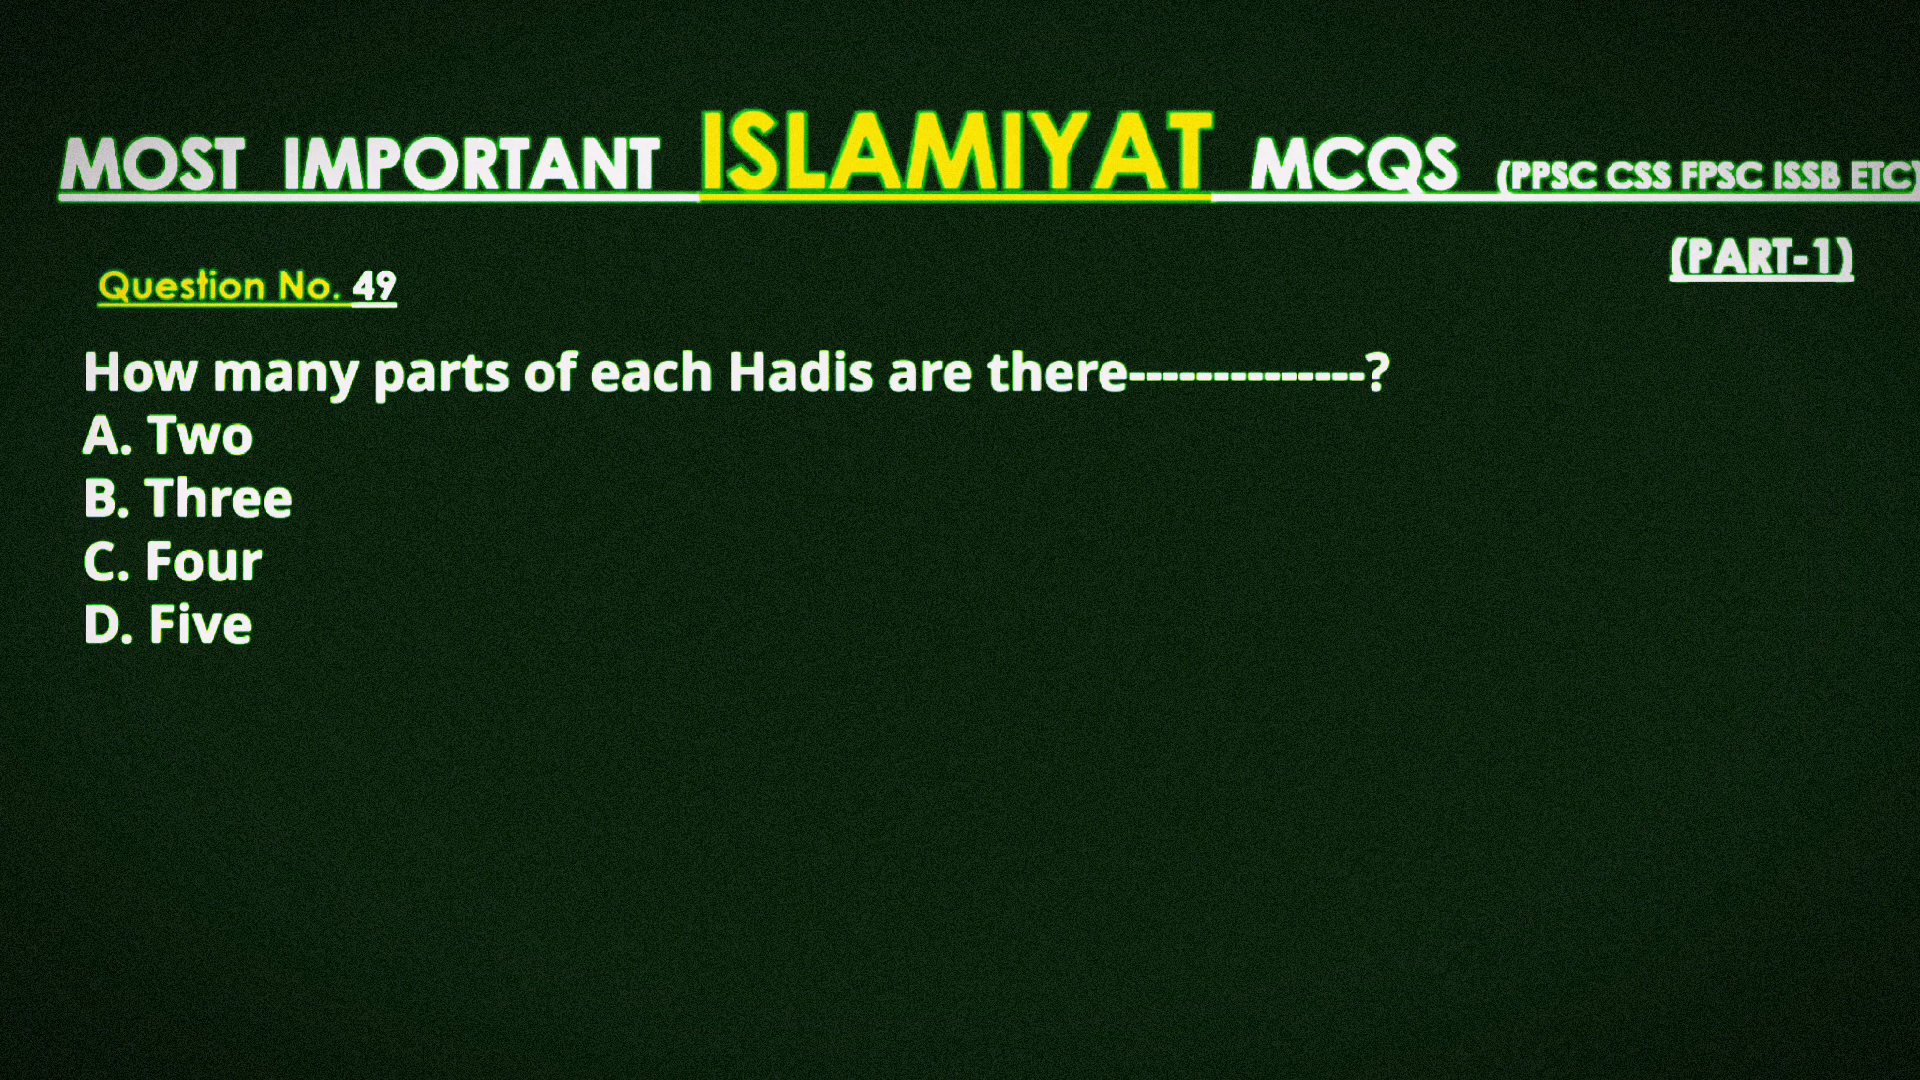 MOST IMPORTANT ISLAMIYAT MCQS (PPSC CSS FPSC ISSB ETC)
(PART-1)
Question No. 49
How many parts of each Hadis are there--------------?
A. Two
B. Three
C. Four
D. Five